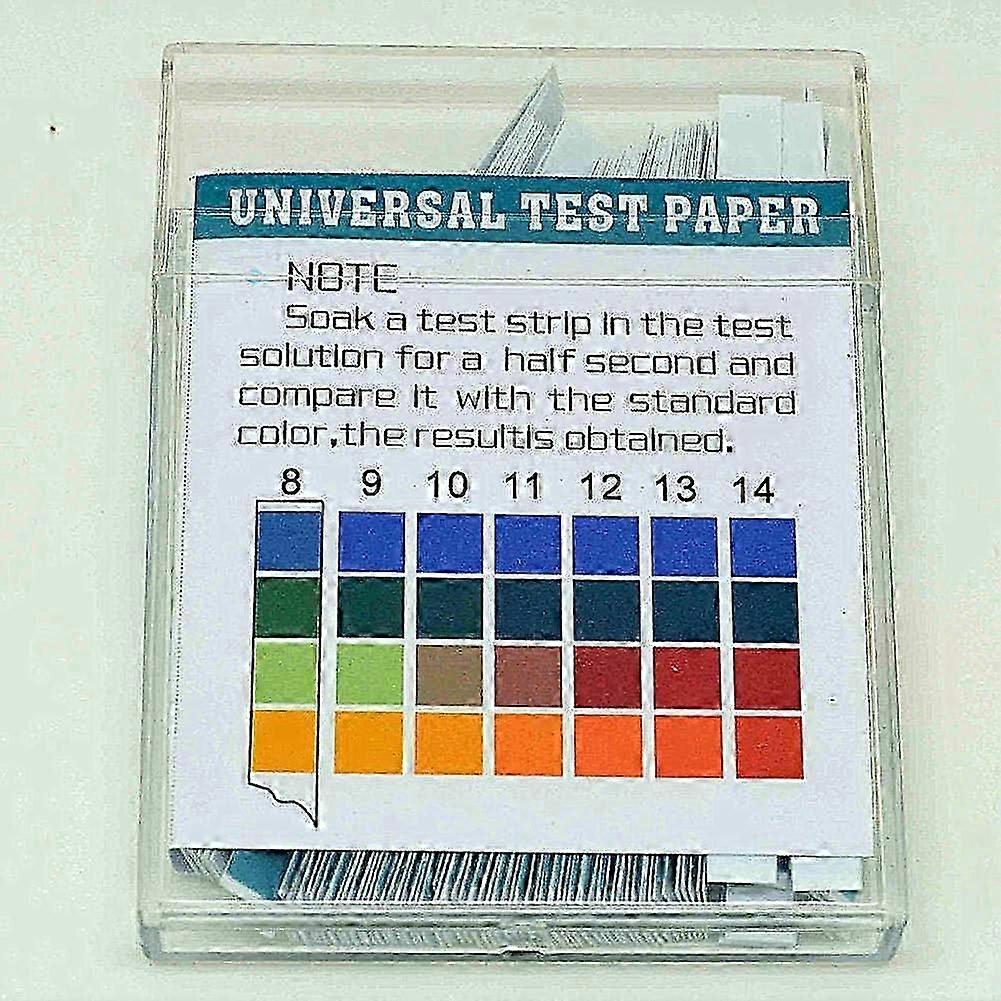 UNIVERSAL TEST PAPER
NOTE
Soak a test strip in the test
solution for a half second and
compare it with the standard
color,the resultis obtained.
8 9 10 11 12 13 14